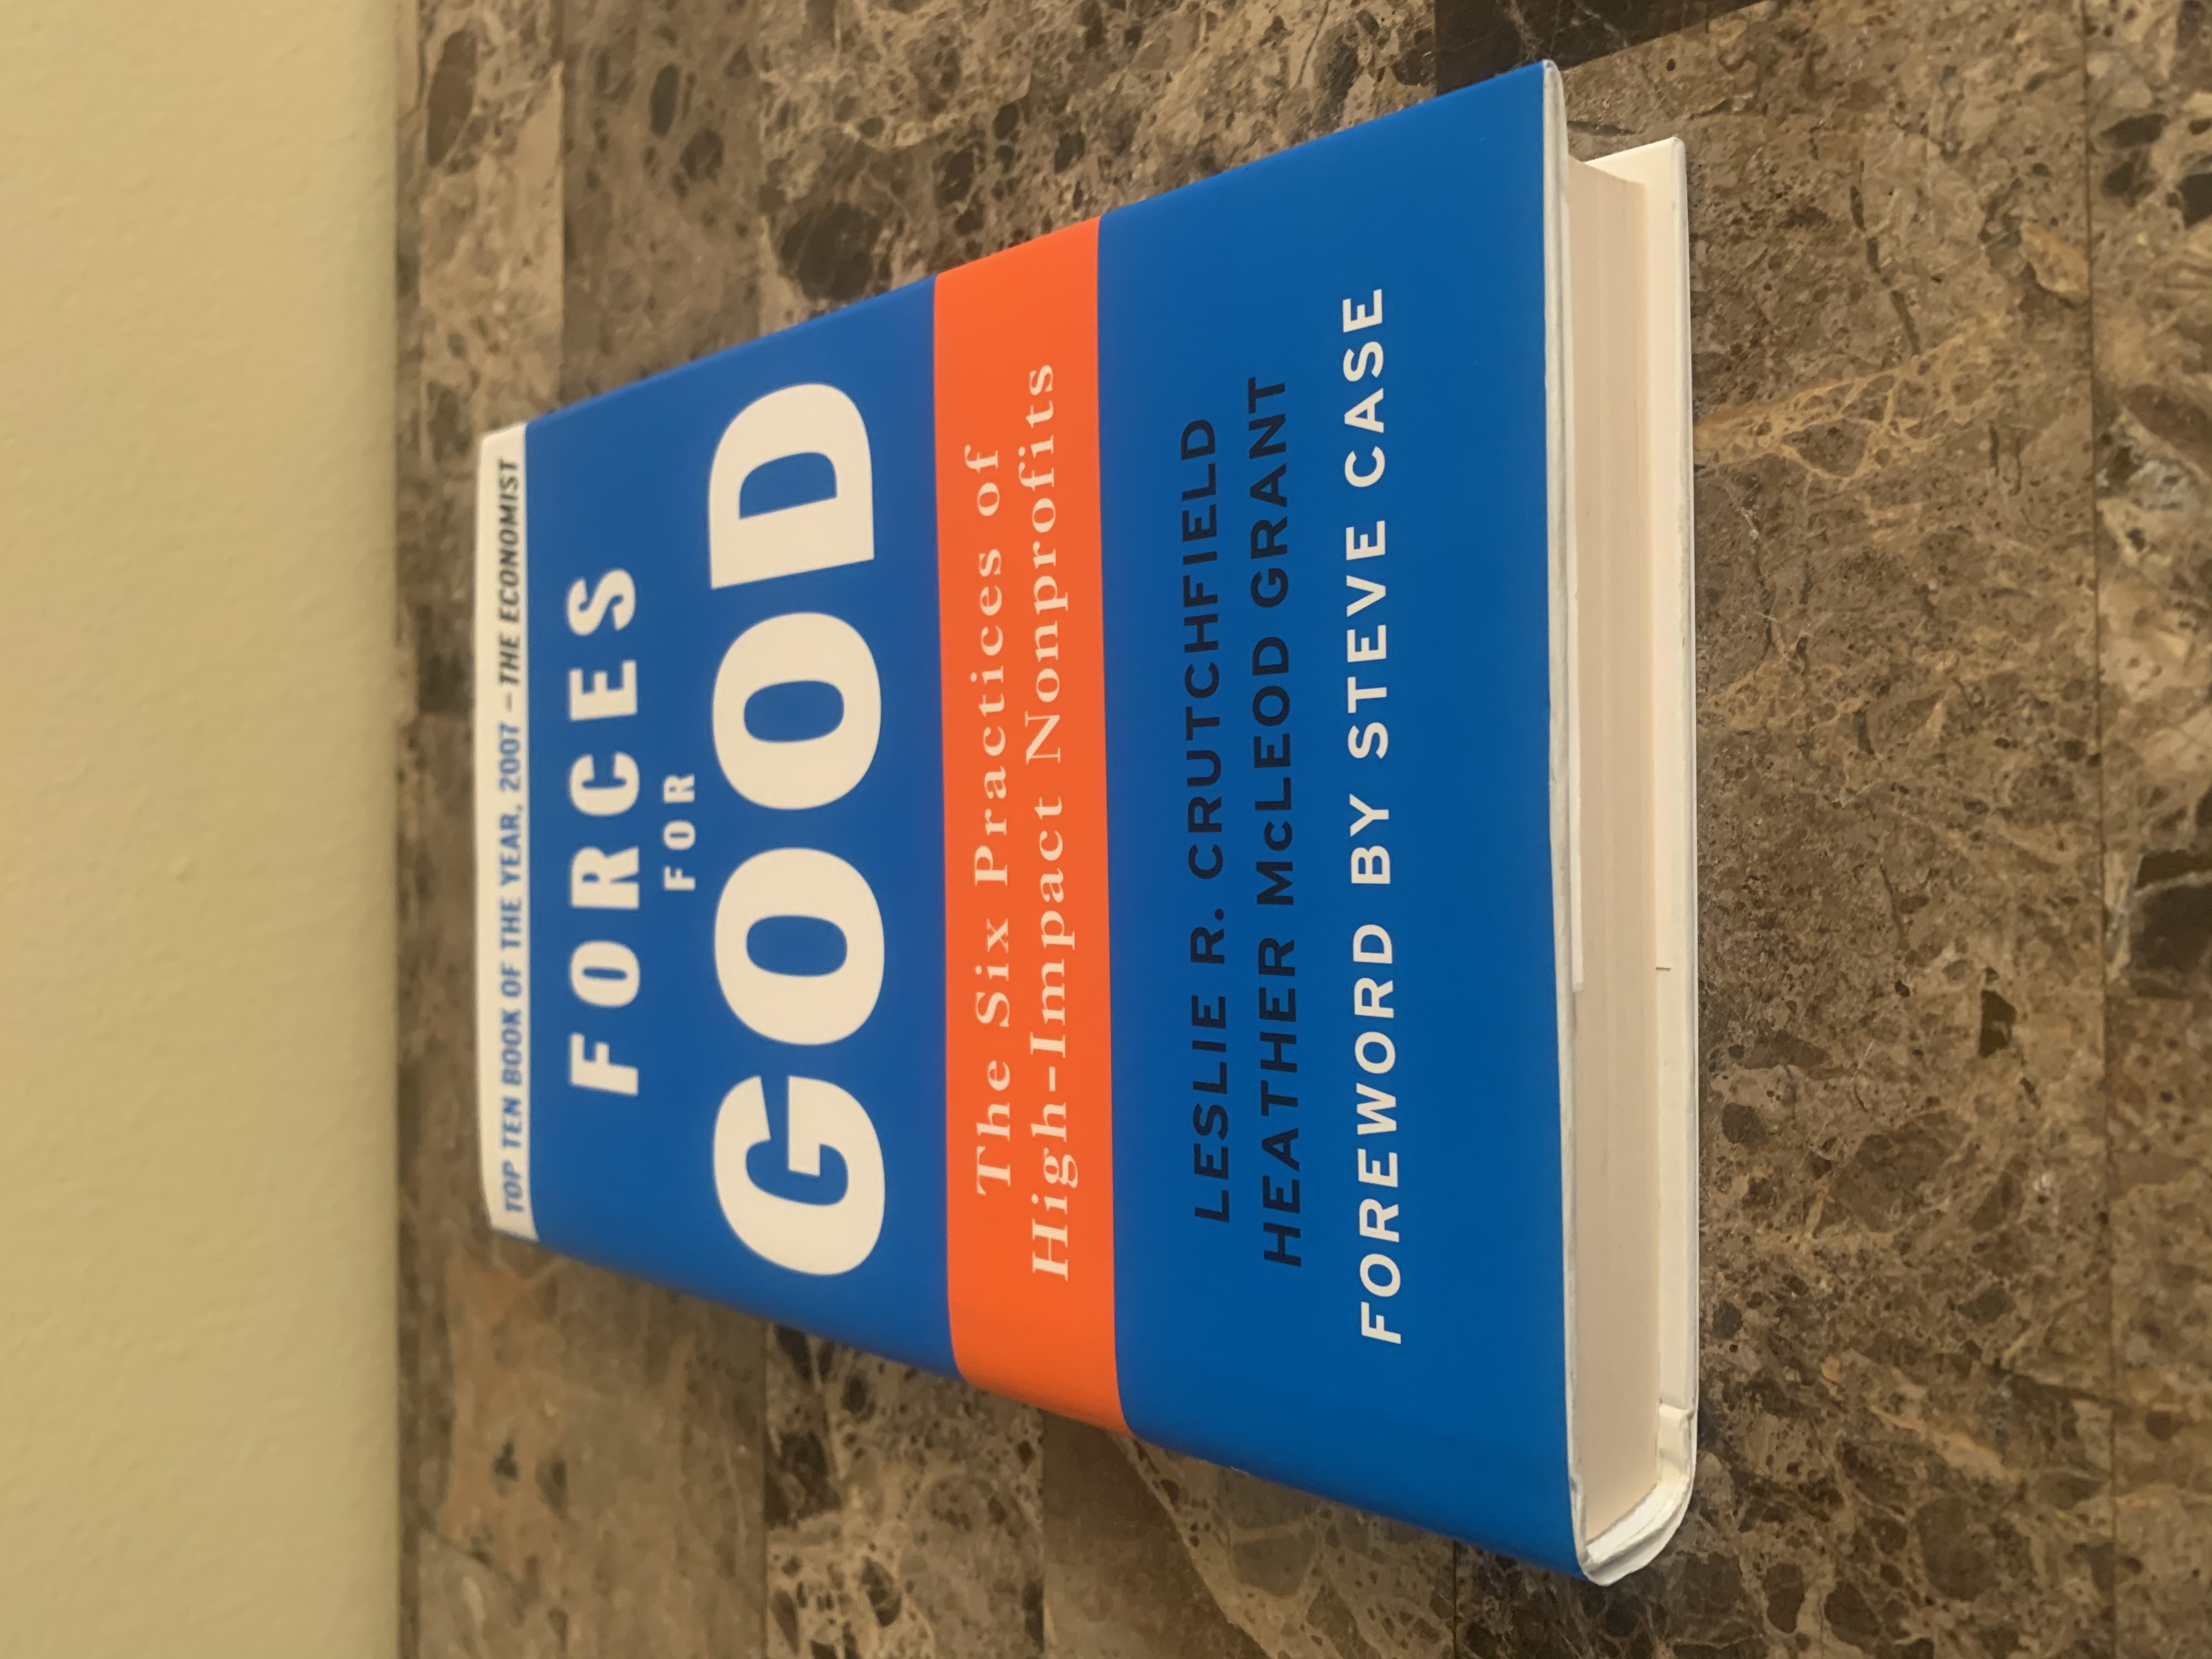 TOP TEN BOOK OF THE YEAR, 2007 – THE ECONOMIST
FORCES
FOR
GOOD
The Six Practices of
High-Impact Nonprofits
LESLIE R. CRUTCHFIELD
HEATHER McLEOD GRANT
FOREWORD BY STEVE CASE